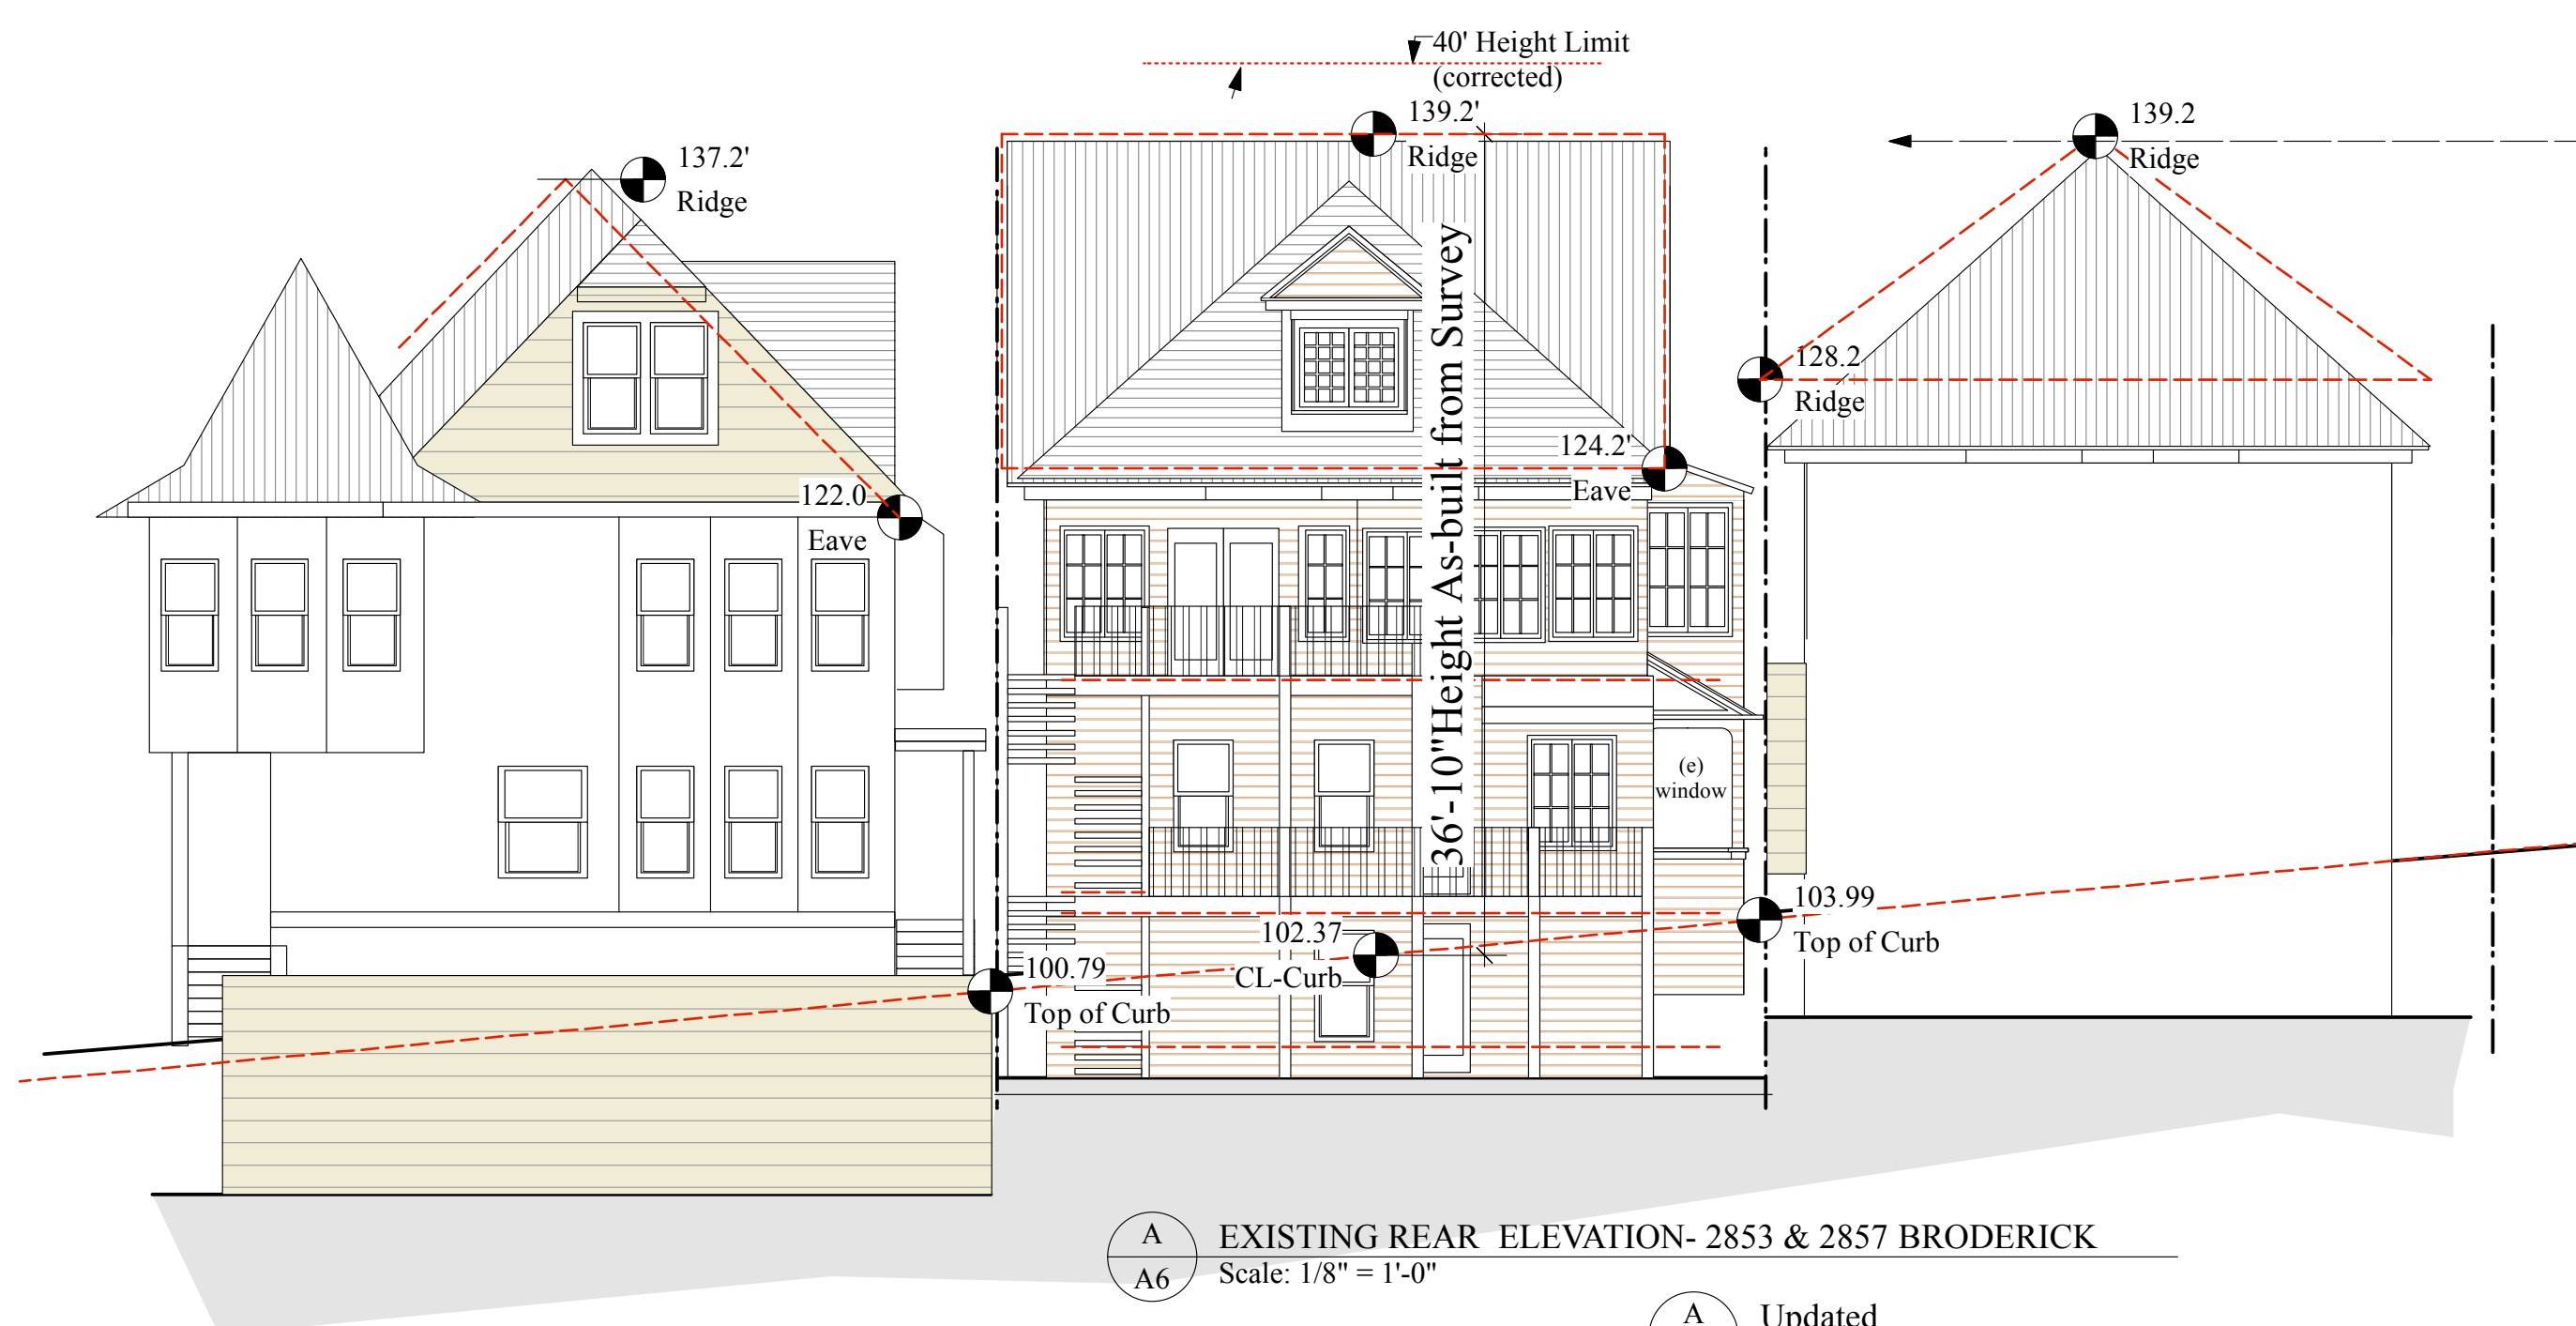 40' Height Limit
(corrected)
139.2'
Ridge
139.2
Ridge
137.2'
Ridge
128.2
Ridge
124.2'
Eave
122.0
Eave
36'-10"Height As-built from Survey
(e)
window
103.99
Top of Curb
102.37
CL-Curb
100.79
Top of Curb
A
A6
EXISTING REAR ELEVATION- 2853 & 2857 BRODERICK
Scale: 1/8" = 1'-0"
A
Updated